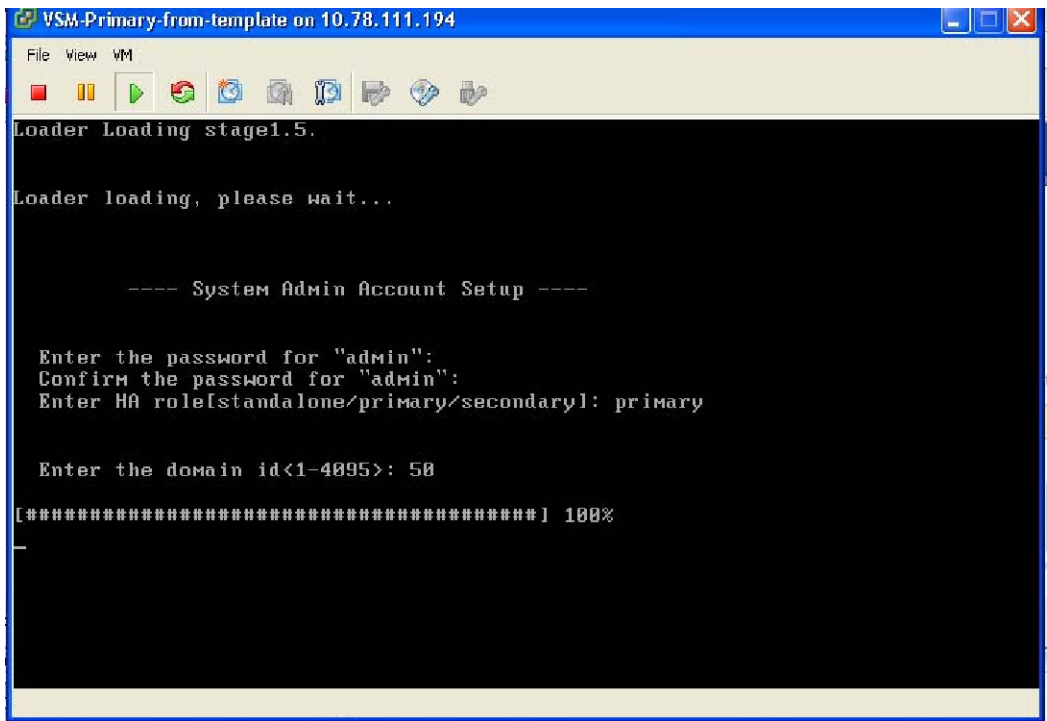 VSM-Primary-from-template on 10.78.111.194
File View VM
Loader Loading stage1.5.
Loader loading, please wait...
---- System Admin Account Setup ----
Enter the password for "admin":
Confirm the password for "admin":
Enter HA role[standalone/primary/secondary]: primary
Enter the domain id<1-4095>: 50
[########################################] 100%